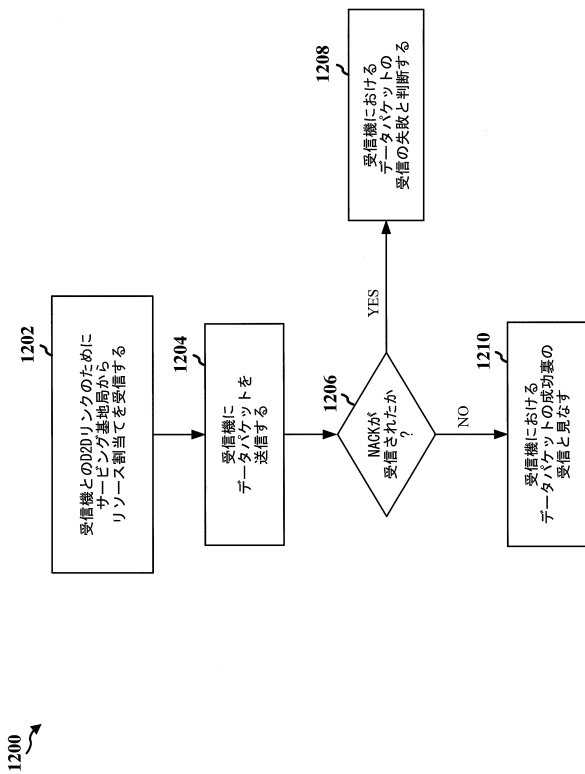 1200
1202
受信機とのD2Dリンクのために
サービング基地局から
リソース割当てを受信する
1204
受信機に
データパケットを
送信する
1206
NACKが
受信されたか
?
YES
1208
受信機における
データパケットの
受信の失敗と判断する
NO
1210
受信機における
データパケットの成功裏の
受信と見なす